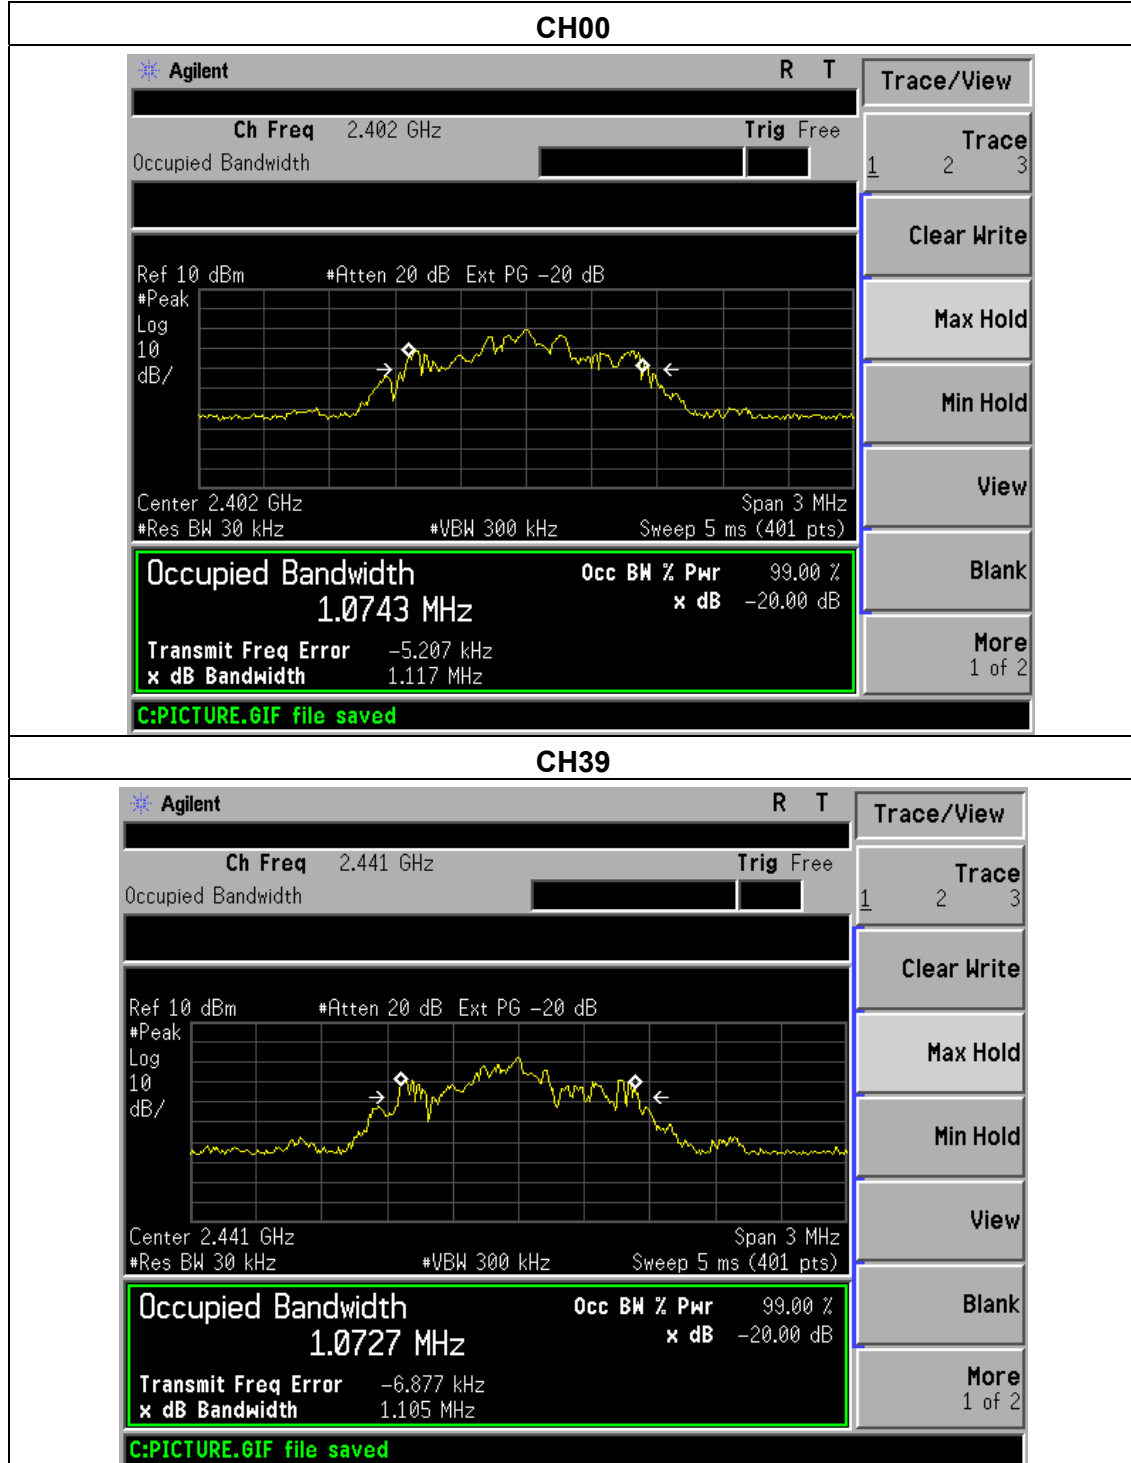 CH00
Agilent R T Trace/View
Ch Freq 2.402 GHz Trig Free
Occupied Bandwidth
Trace
1 2 3
Clear Write
Ref 10 dBm #Atten 20 dB Ext PG -20 dB
#Peak
Log
10
dB/
Max Hold
Min Hold
View
Center 2.402 GHz Span 3 MHz
#Res BW 30 kHz #VBW 300 kHz Sweep 5 ms (401 pts)
Occupied Bandwidth Occ BW % Pwr 99.00 %
1.0743 MHz x dB -20.00 dB
Blank
Transmit Freq Error -5.207 kHz
x dB Bandwidth 1.117 MHz
More
1 of 2
C:PICTURE.GIF file saved
CH39
Agilent R T Trace/View
Ch Freq 2.441 GHz Trig Free
Occupied Bandwidth
Trace
1 2 3
Clear Write
Ref 10 dBm #Atten 20 dB Ext PG -20 dB
#Peak
Log
10
dB/
Max Hold
Min Hold
View
Center 2.441 GHz Span 3 MHz
#Res BW 30 kHz #VBW 300 kHz Sweep 5 ms (401 pts)
Occupied Bandwidth Occ BW % Pwr 99.00 %
1.0727 MHz x dB -20.00 dB
Blank
Transmit Freq Error -6.877 kHz
x dB Bandwidth 1.105 MHz
More
1 of 2
C:PICTURE.GIF file saved